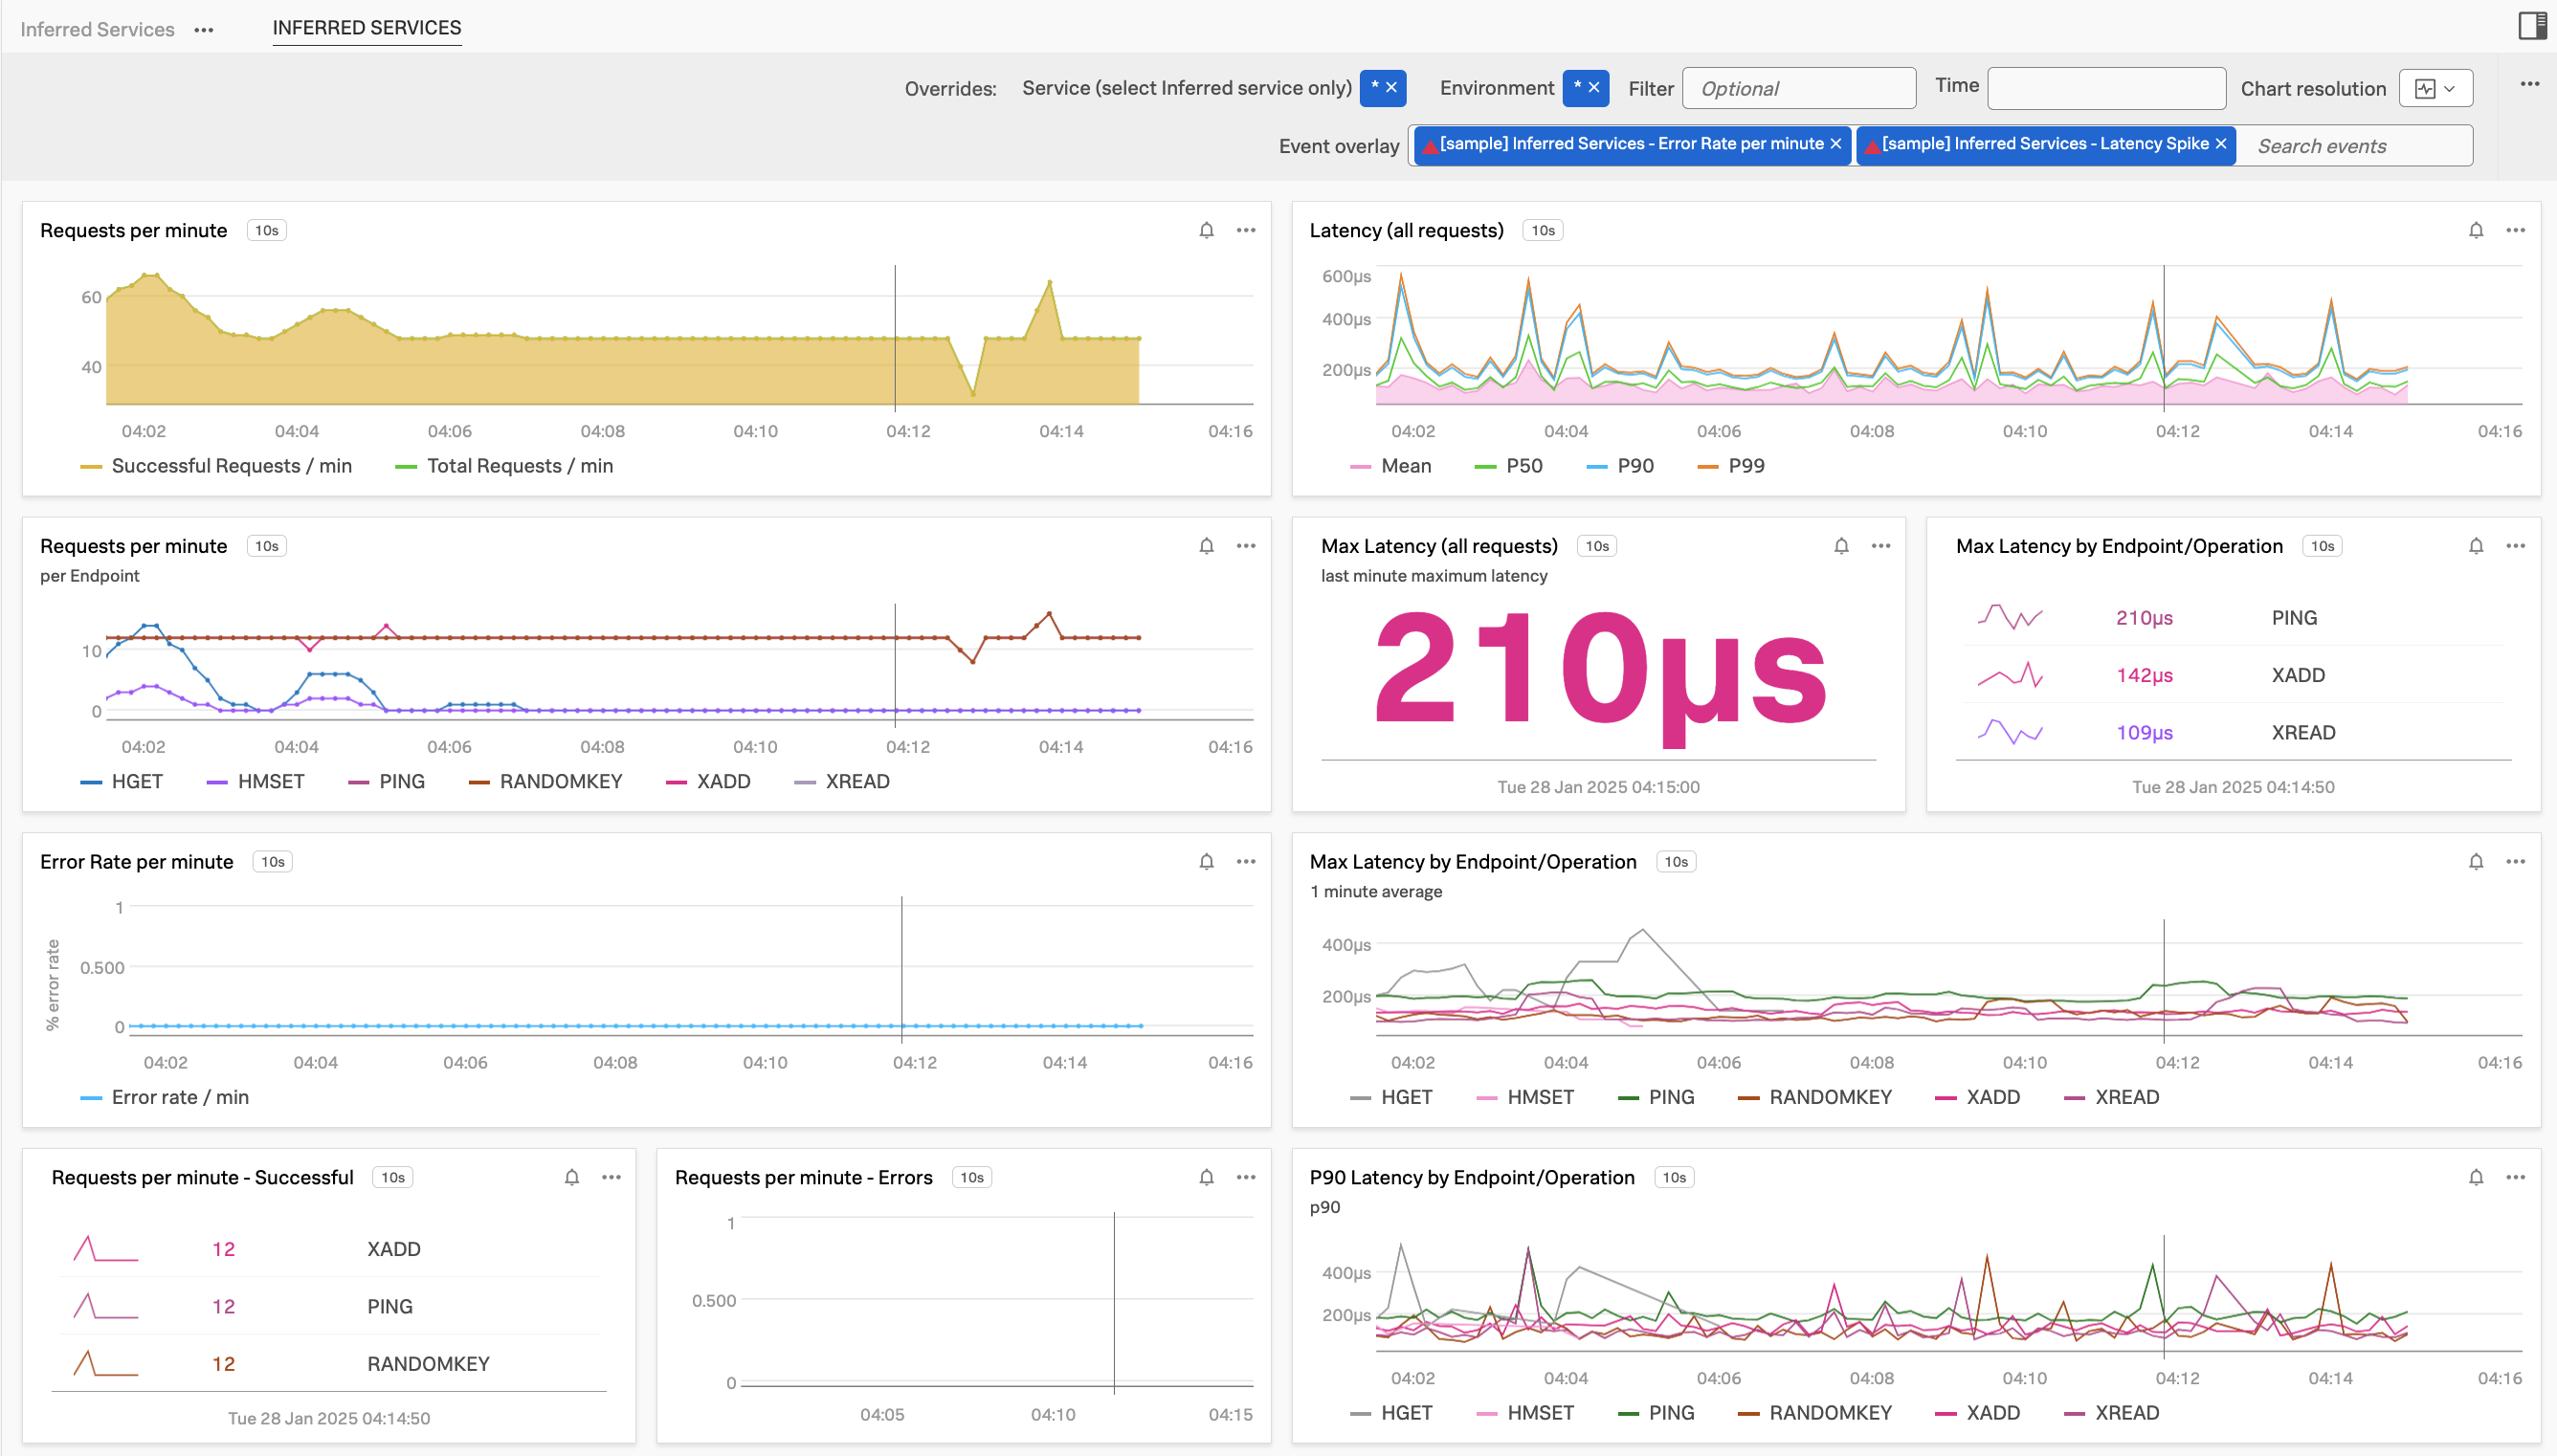 Inferred Services ••• INFERRED SERVICES
Overrides: Service (select Inferred service only) * × Environment * × Filter Optional Time Chart resolution
Event overlay [sample] Inferred Services - Error Rate per minute × [sample] Inferred Services - Latency Spike × Search events
Requests per minute 10s
60
40
04:02 04:04 04:06 04:08 04:10 04:12 04:14 04:16
Successful Requests / min Total Requests / min
Latency (all requests) 10s
600µs
400µs
200µs
04:02 04:04 04:06 04:08 04:10 04:12 04:14 04:16
Mean P50 P90 P99
Requests per minute 10s
per Endpoint
10
0
04:02 04:04 04:06 04:08 04:10 04:12 04:14 04:16
HGET HMSET PING RANDOMKEY XADD XREAD
Max Latency (all requests) 10s
last minute maximum latency
210µs
Tue 28 Jan 2025 04:15:00
Max Latency by Endpoint/Operation 10s
210µs PING
142µs XADD
109µs XREAD
Tue 28 Jan 2025 04:14:50
Error Rate per minute 10s
% error rate
1
0.500
0
04:02 04:04 04:06 04:08 04:10 04:12 04:14 04:16
Error rate / min
Max Latency by Endpoint/Operation 10s
1 minute average
400µs
200µs
04:02 04:04 04:06 04:08 04:10 04:12 04:14 04:16
HGET HMSET PING RANDOMKEY XADD XREAD
Requests per minute - Successful 10s
12 XADD
12 PING
12 RANDOMKEY
Tue 28 Jan 2025 04:14:50
Requests per minute - Errors 10s
1
0.500
0
04:05 04:10 04:15
P90 Latency by Endpoint/Operation 10s
p90
400µs
200µs
04:02 04:04 04:06 04:08 04:10 04:12 04:14 04:16
HGET HMSET PING RANDOMKEY XADD XREAD